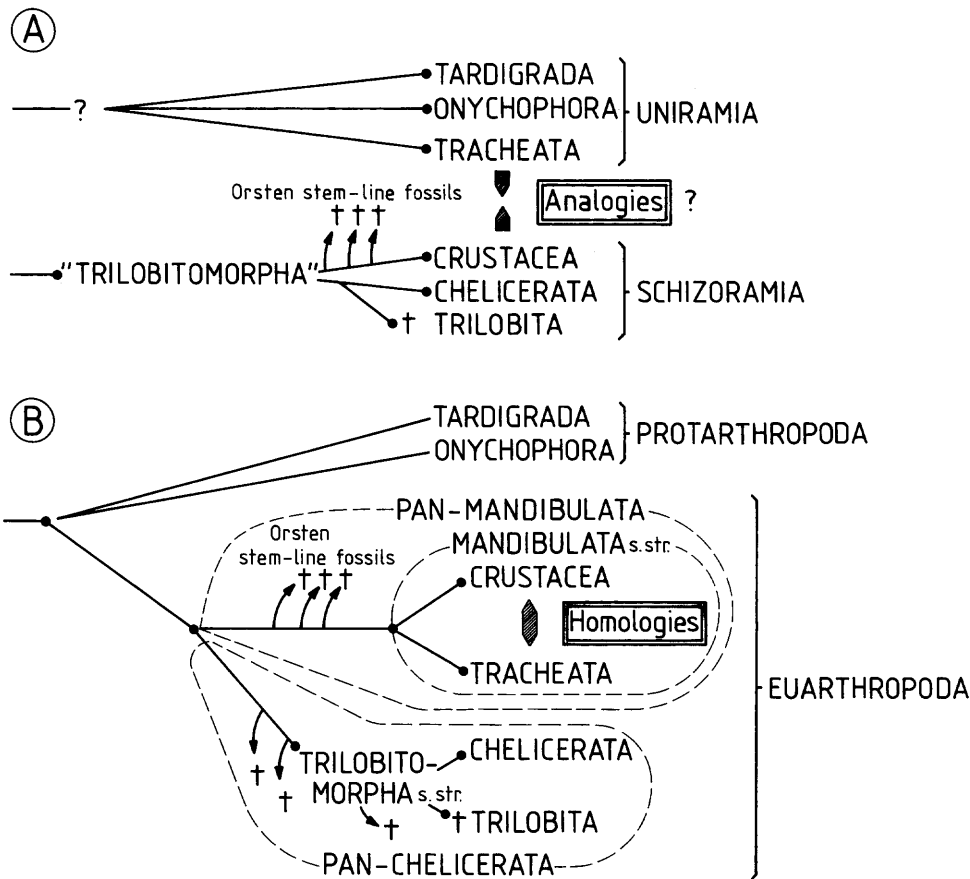 A
TARDIGRADA
? ONYCHOPHORA UNIRAMIA
TRACHEATA
Orsten stem-line fossils
††† Analogies ?
"TRILOBITOMORPHA" CRUSTACEA
CHELICERATA SCHIZORAMIA
† TRILOBITA
B
TARDIGRADA
ONYCHOPHORA PROTARTHROPODA
PAN-MANDIBULATA
Orsten
stem-line fossils
†††
MANDIBULATA s.str.
CRUSTACEA
Homologies
TRACHEATA
EUARTHROPODA
CHELICERATA
†
†
TRILOBITO-
MORPHA s.str.
†
† TRILOBITA
PAN-CHELICERATA